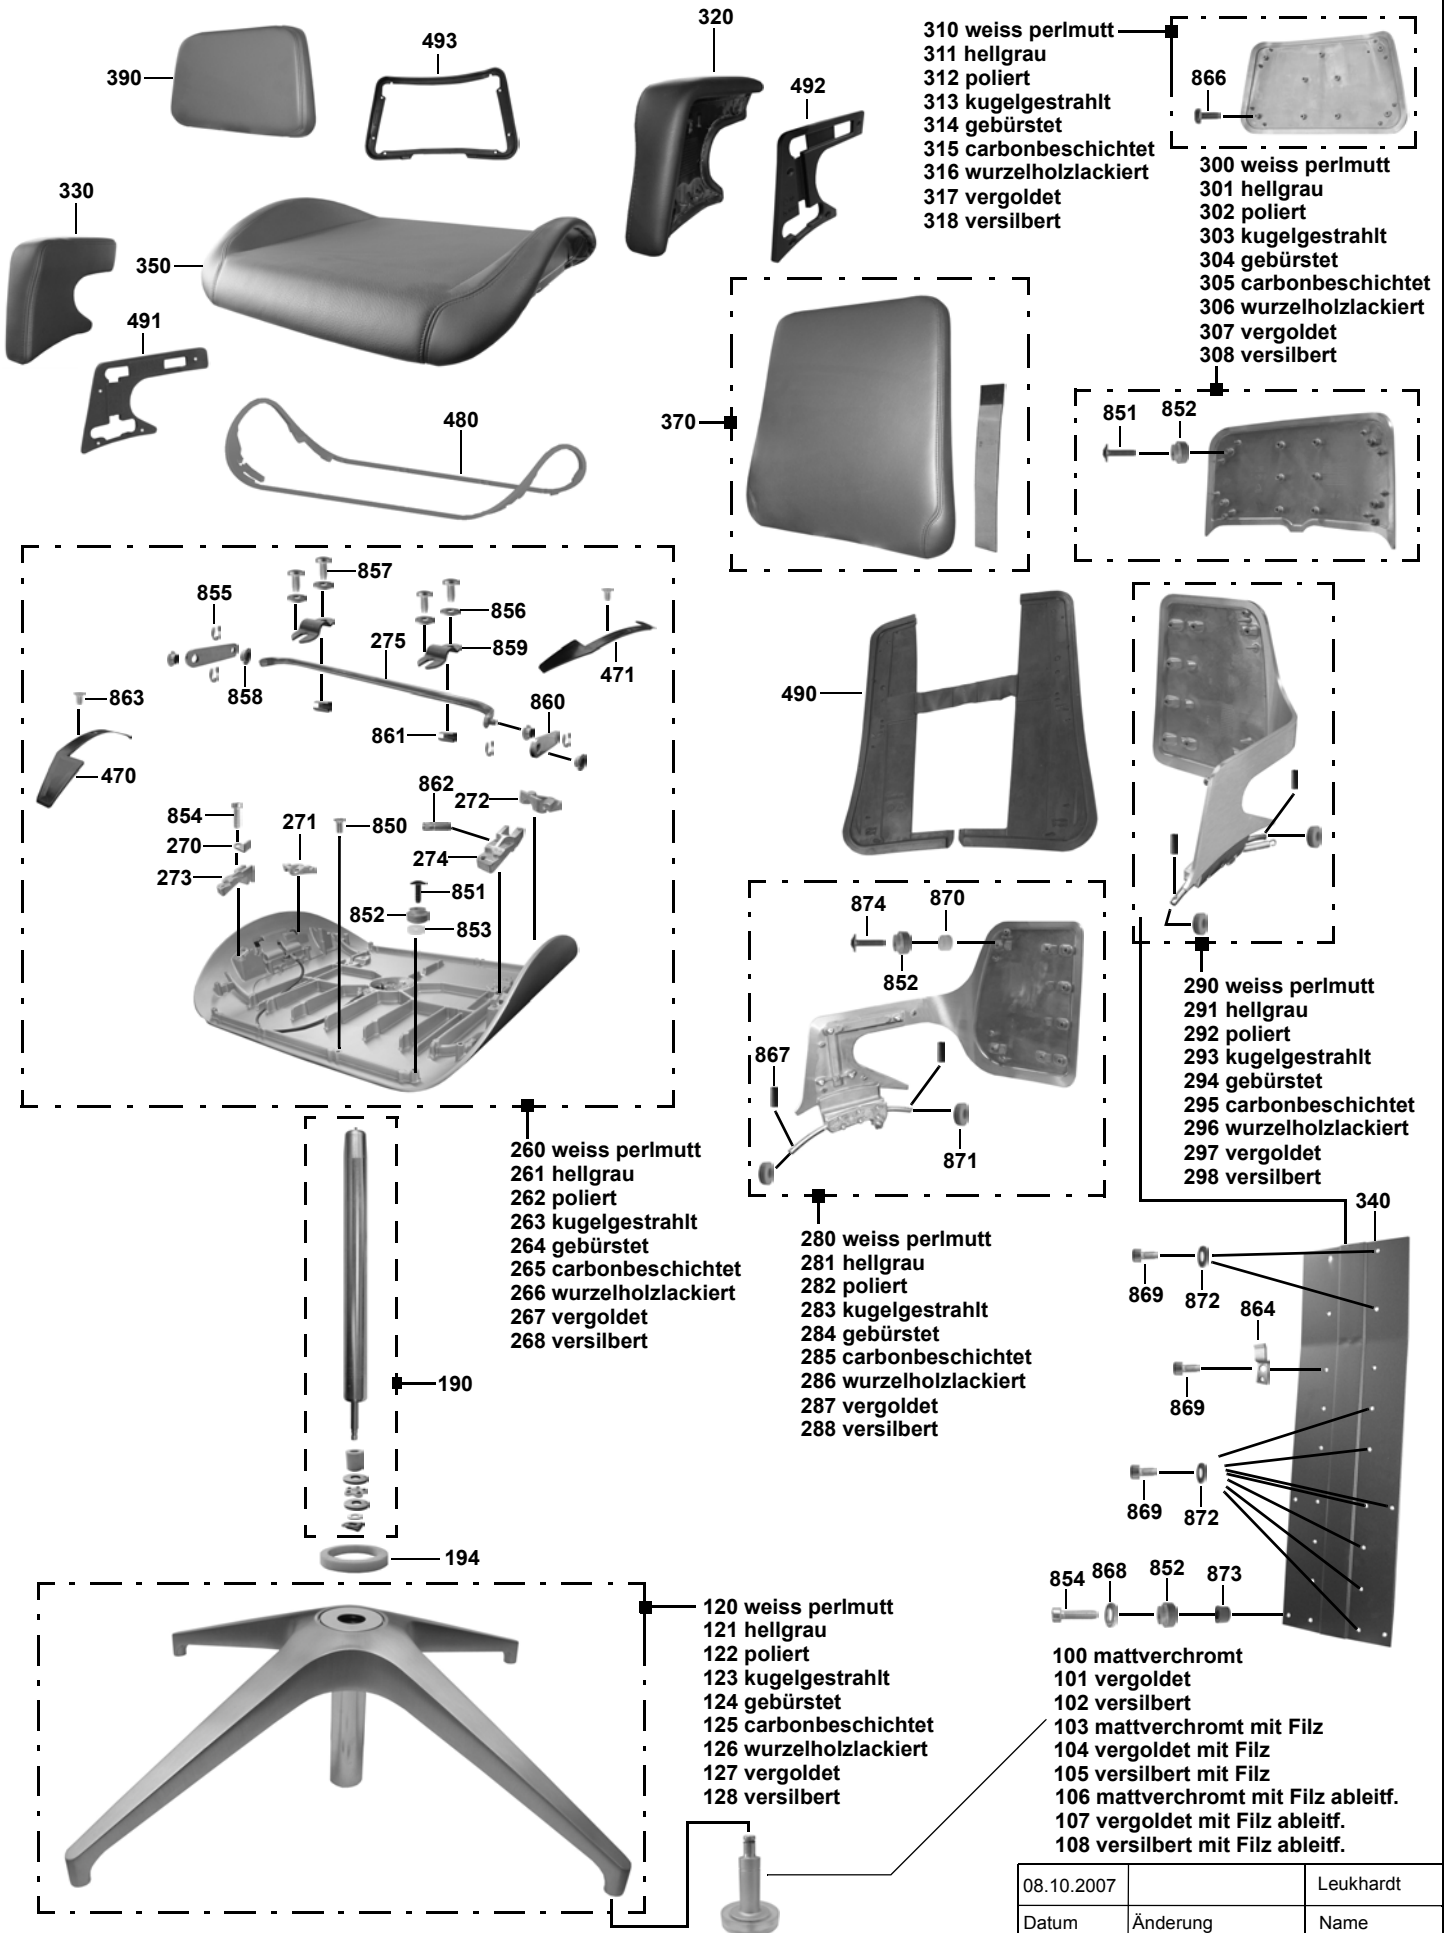 320
493
390
492
310 weiss perlmutt
311 hellgrau
312 poliert
313 kugelgestrahlt
314 gebürstet
315 carbonbeschichtet
316 wurzelholzlackiert
317 vergoldet
318 versilbert
866
300 weiss perlmutt
301 hellgrau
302 poliert
303 kugelgestrahlt
304 gebürstet
305 carbonbeschichtet
306 wurzelholzlackiert
307 vergoldet
308 versilbert
330
350
491
480
370
851
852
857
855
856
275
859
471
863
858
860
861
470
862
272
854
271
850
270
274
273
851
852
853
490
874
870
852
867
871
290 weiss perlmutt
291 hellgrau
292 poliert
293 kugelgestrahlt
294 gebürstet
295 carbonbeschichtet
296 wurzelholzlackiert
297 vergoldet
298 versilbert
260 weiss perlmutt
261 hellgrau
262 poliert
263 kugelgestrahlt
264 gebürstet
265 carbonbeschichtet
266 wurzelholzlackiert
267 vergoldet
268 versilbert
280 weiss perlmutt
281 hellgrau
282 poliert
283 kugelgestrahlt
284 gebürstet
285 carbonbeschichtet
286 wurzelholzlackiert
287 vergoldet
288 versilbert
340
869
872
864
869
869
872
854
868
852
873
190
194
120 weiss perlmutt
121 hellgrau
122 poliert
123 kugelgestrahlt
124 gebürstet
125 carbonbeschichtet
126 wurzelholzlackiert
127 vergoldet
128 versilbert
100 mattverchromt
101 vergoldet
102 versilbert
103 mattverchromt mit Filz
104 vergoldet mit Filz
105 versilbert mit Filz
106 mattverchromt mit Filz ableitf.
107 vergoldet mit Filz ableitf.
108 versilbert mit Filz ableitf.
08.10.2007 Leukhardt
Datum Änderung Name